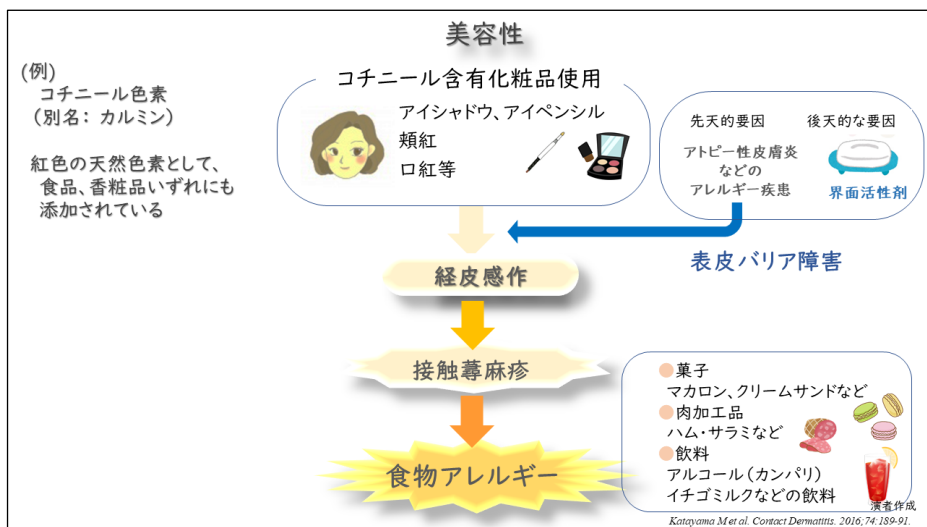 美容性
(例)
コチニール色素
(別名: カルミン)
紅色の天然色素として、
食品、香粧品いずれにも
添加されている
コチニール含有化粧品使用
アイシャドウ、アイペンシル
頬紅
口紅等
先天的要因
アトピー性皮膚炎
などの
アレルギー疾患
後天的な要因
界面活性剤
表皮バリア障害
経皮感作
接触蕁麻疹
食物アレルギー
●菓子
マカロン、クリームサンドなど
●肉加工品
ハム・サラミなど
●飲料
アルコール(カンパリ)
イチゴミルクなどの飲料
演者作成
Katayama M et al. Contact Dermatitis. 2016;74:189-91.